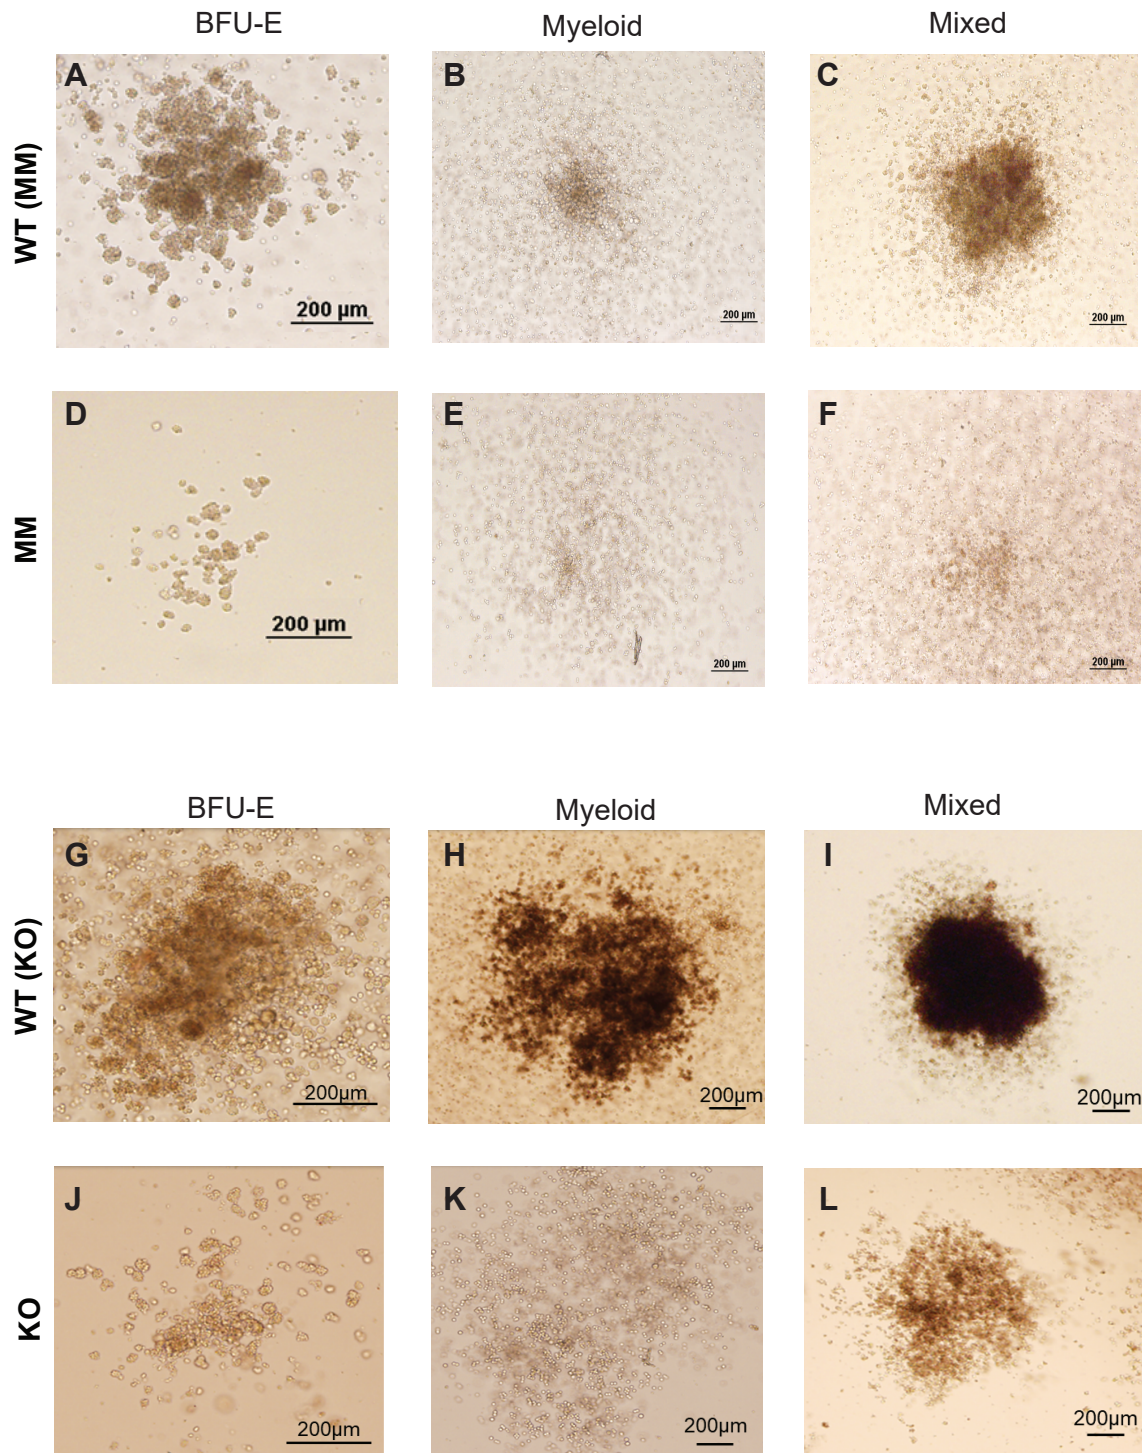 BFU-E Myeloid Mixed
WT (MM)
A B C
200 µm 200 µm 200 µm
MM
D E F
200 µm 200 µm 200 µm
BFU-E Myeloid Mixed
WT (KO)
G H I
200µm 200µm 200µm
KO
J K L
200µm 200µm 200µm